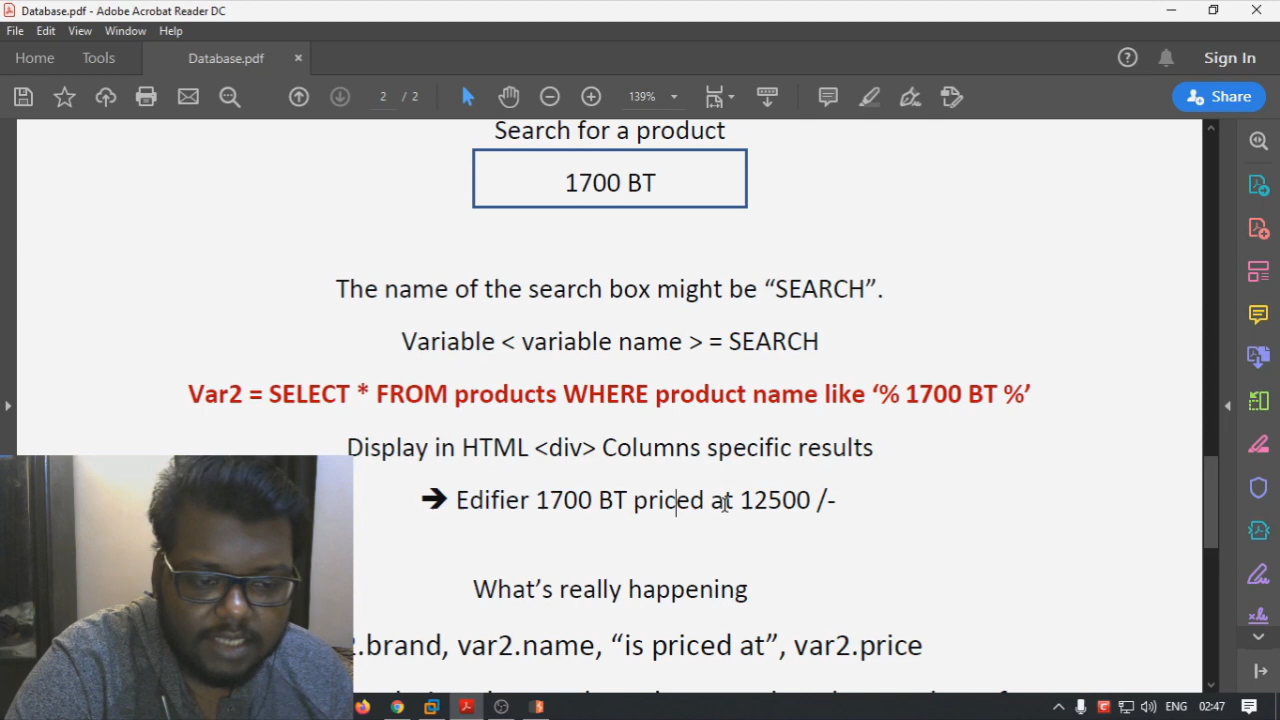 Database.pdf - Adobe Acrobat Reader DC
File Edit View Window Help
Home Tools Database.pdf × Sign In
2 / 2 139% Share
Search for a product
1700 BT
The name of the search box might be “SEARCH”.
Variable < variable name > = SEARCH
Var2 = SELECT * FROM products WHERE product name like ‘% 1700 BT %’
Display in HTML <div> Columns specific results
➔ Edifier 1700 BT priced at 12500 /-
What’s really happening
.brand, var2.name, “is priced at”, var2.price
ENG 02:47